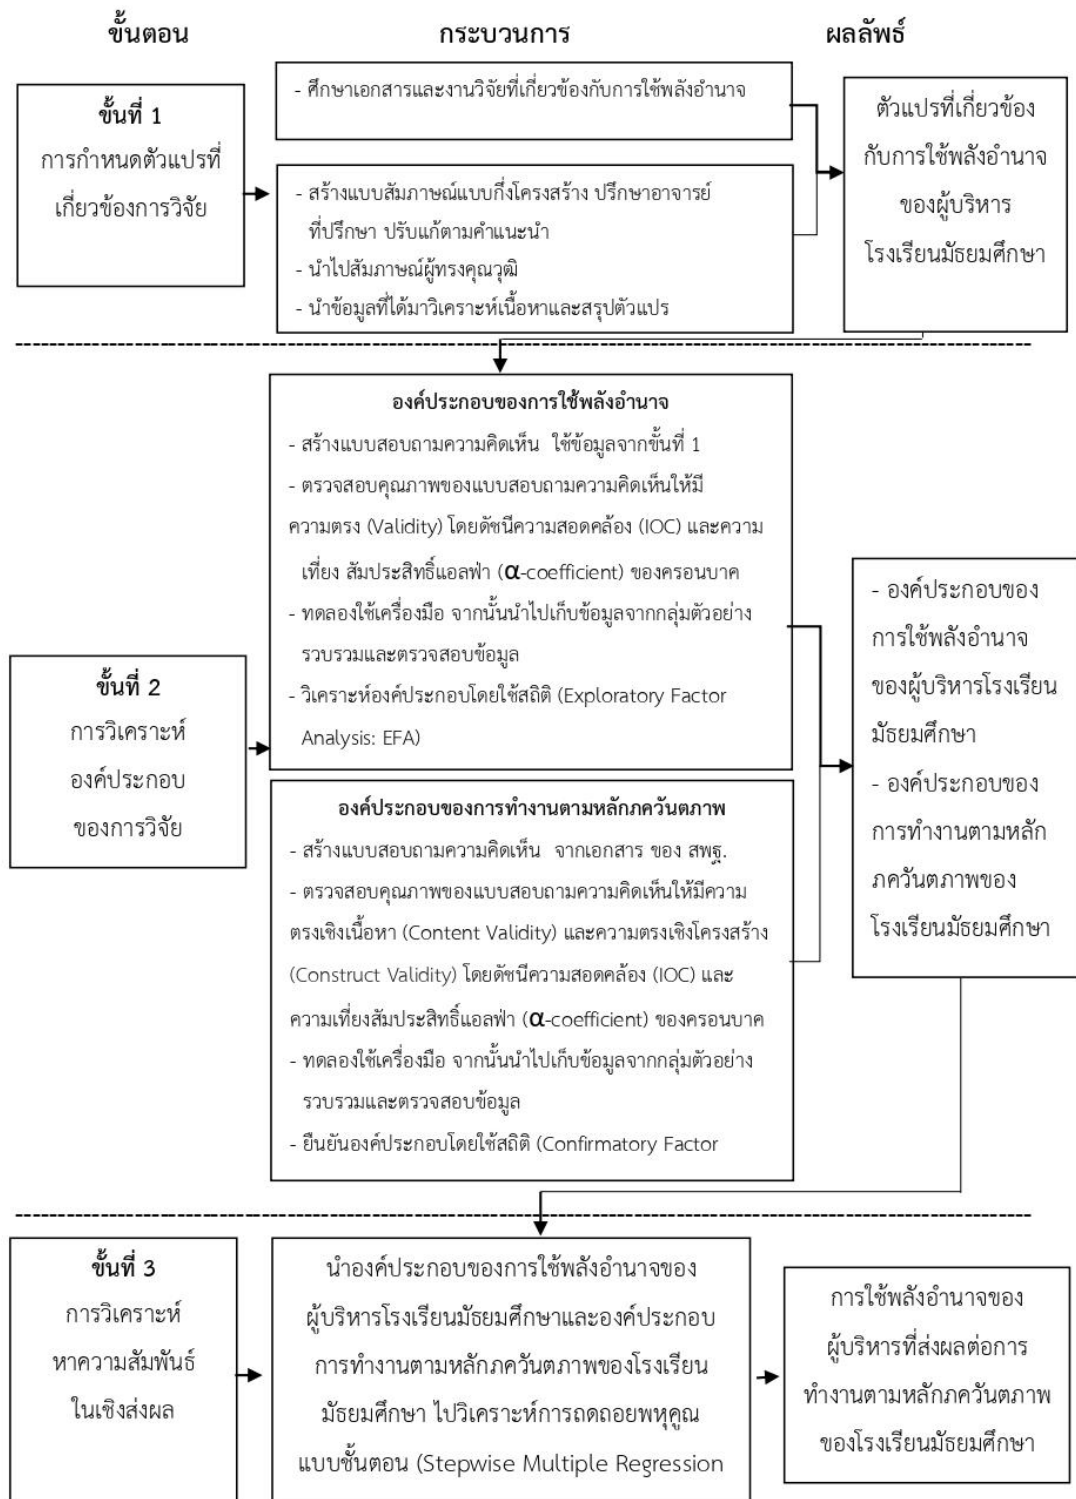 ขั้นตอน
กระบวนการ
ผลลัพธ์
ขั้นที่ 1
การกำหนดตัวแปรที่
เกี่ยวข้องการวิจัย
- ศึกษาเอกสารและงานวิจัยที่เกี่ยวข้องกับการใช้พลังอำนาจ
- สร้างแบบสัมภาษณ์แบบกึ่งโครงสร้าง ปรึกษาอาจารย์
ที่ปรึกษา ปรับแก้ตามคำแนะนำ
- นำไปสัมภาษณ์ผู้ทรงคุณวุฒิ
- นำข้อมูลที่ได้มาวิเคราะห์เนื้อหาและสรุปตัวแปร
ตัวแปรที่เกี่ยวข้อง
กับการใช้พลังอำนาจ
ของผู้บริหาร
โรงเรียนมัธยมศึกษา
ขั้นที่ 2
การวิเคราะห์
องค์ประกอบ
ของการวิจัย
องค์ประกอบของการใช้พลังอำนาจ
- สร้างแบบสอบถามความคิดเห็น ใช้ข้อมูลจากขั้นที่ 1
- ตรวจสอบคุณภาพของแบบสอบถามความคิดเห็นให้มี
ความตรง (Validity) โดยดัชนีความสอดคล้อง (IOC) และความ
เที่ยง สัมประสิทธิ์แอลฟ่า (α-coefficient) ของครอนบาค
- ทดลองใช้เครื่องมือ จากนั้นนำไปเก็บข้อมูลจากกลุ่มตัวอย่าง
รวบรวมและตรวจสอบข้อมูล
- วิเคราะห์องค์ประกอบโดยใช้สถิติ (Exploratory Factor
Analysis: EFA)
องค์ประกอบของการทำงานตามหลักภควันตภาพ
- สร้างแบบสอบถามความคิดเห็น จากเอกสาร ของ สพฐ.
- ตรวจสอบคุณภาพของแบบสอบถามความคิดเห็นให้มีความ
ตรงเชิงเนื้อหา (Content Validity) และความตรงเชิงโครงสร้าง
(Construct Validity) โดยดัชนีความสอดคล้อง (IOC) และ
ความเที่ยงสัมประสิทธิ์แอลฟ่า (α-coefficient) ของครอนบาค
- ทดลองใช้เครื่องมือ จากนั้นนำไปเก็บข้อมูลจากกลุ่มตัวอย่าง
รวบรวมและตรวจสอบข้อมูล
- ยืนยันองค์ประกอบโดยใช้สถิติ (Confirmatory Factor
- องค์ประกอบของ
การใช้พลังอำนาจ
ของผู้บริหารโรงเรียน
มัธยมศึกษา
- องค์ประกอบของ
การทำงานตามหลัก
ภควันตภาพของ
โรงเรียนมัธยมศึกษา
ขั้นที่ 3
การวิเคราะห์
หาความสัมพันธ์
ในเชิงส่งผล
นำองค์ประกอบของการใช้พลังอำนาจของ
ผู้บริหารโรงเรียนมัธยมศึกษาและองค์ประกอบ
การทำงานตามหลักภควันตภาพของโรงเรียน
มัธยมศึกษา ไปวิเคราะห์การถดถอยพหุคูณ
แบบชั้นตอน (Stepwise Multiple Regression
การใช้พลังอำนาจของ
ผู้บริหารที่ส่งผลต่อการ
ทำงานตามหลักภควันตภาพ
ของโรงเรียนมัธยมศึกษา